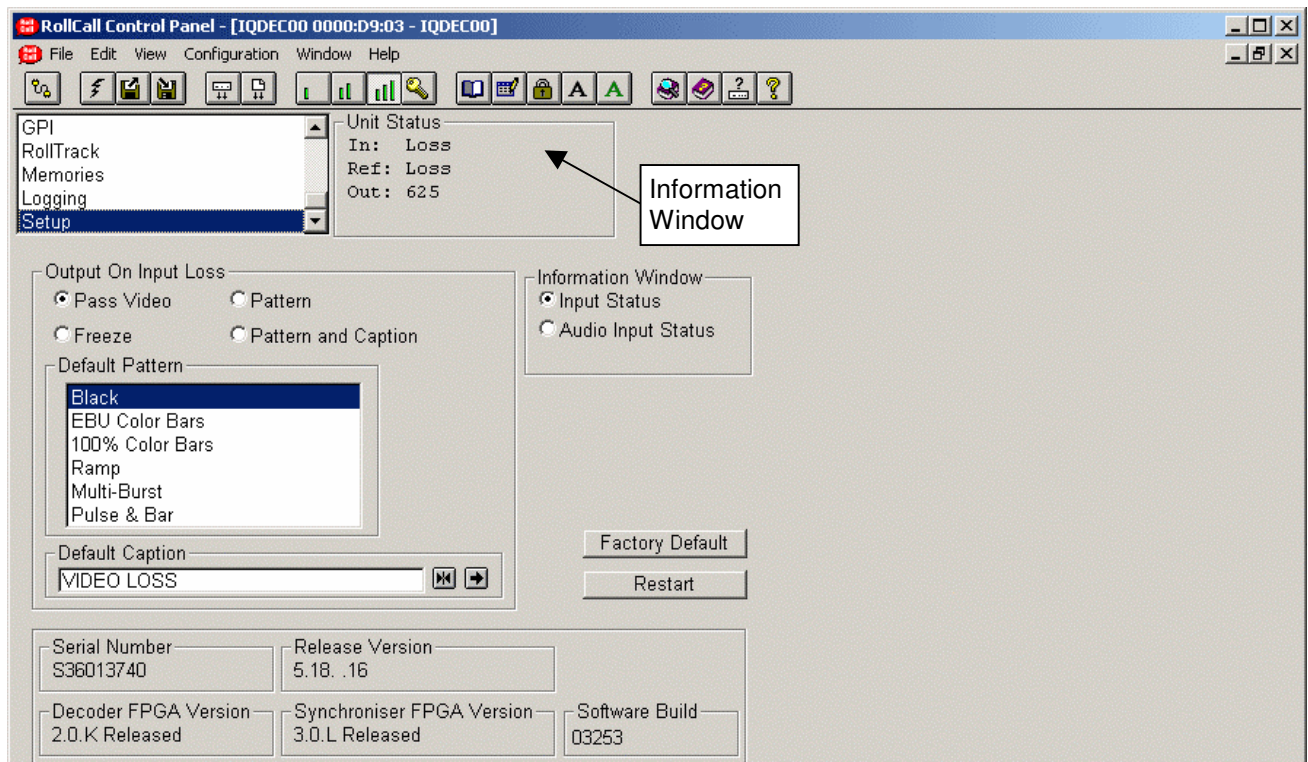 RollCall Control Panel - [IQDEC00 0000:D9:03 - IQDEC00]
File Edit View Configuration Window Help
GPI
RollTrack
Memories
Logging
Setup
Unit Status
In: Loss
Ref: Loss
Out: 625
Information
Window
Output On Input Loss
Pass Video
Pattern
Freeze
Pattern and Caption
Default Pattern
Black
EBU Color Bars
100% Color Bars
Ramp
Multi-Burst
Pulse & Bar
Default Caption
VIDEO LOSS
Information Window
Input Status
Audio Input Status
Factory Default
Restart
Serial Number
S36013740
Release Version
5.18. .16
Decoder FPGA Version
2.0.K Released
Synchroniser FPGA Version
3.0.L Released
Software Build
03253